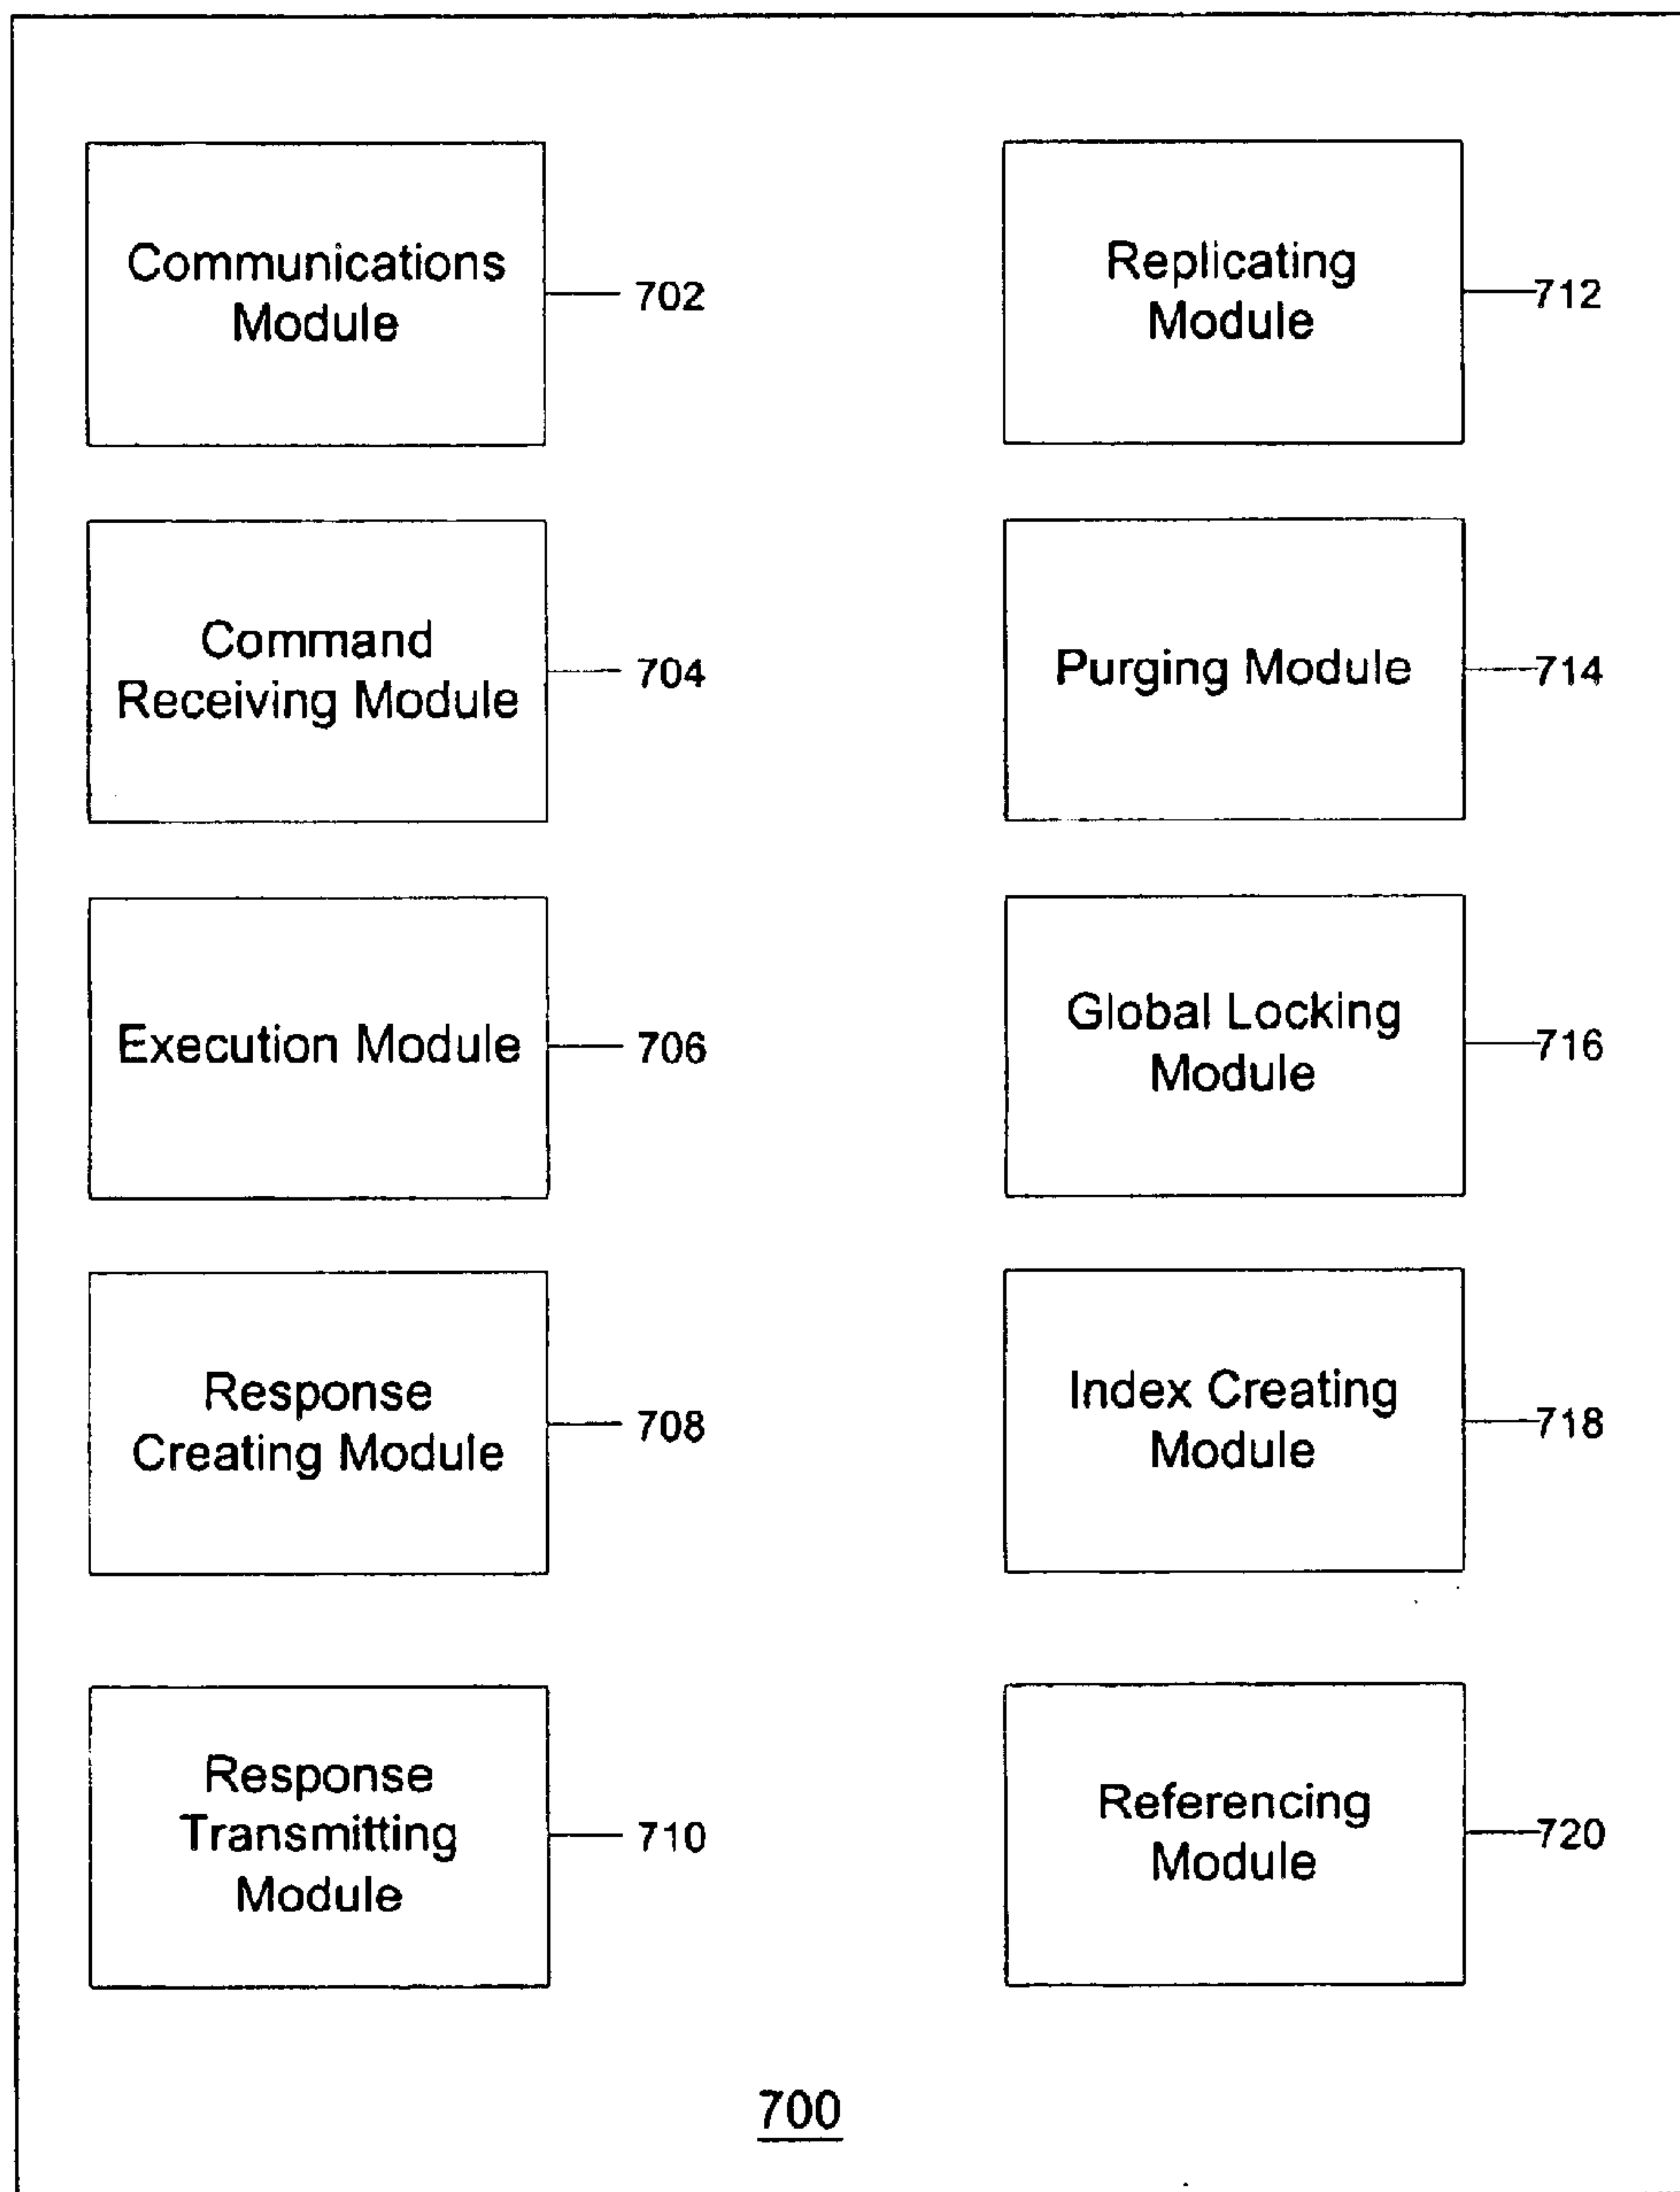 Communications
Module
702
Command
Receiving Module
704
Execution Module
706
Response
Creating Module
708
Response
Transmitting
Module
710
Replicating
Module
712
Purging Module
714
Global Locking
Module
716
Index Creating
Module
718
Referencing
Module
720
700